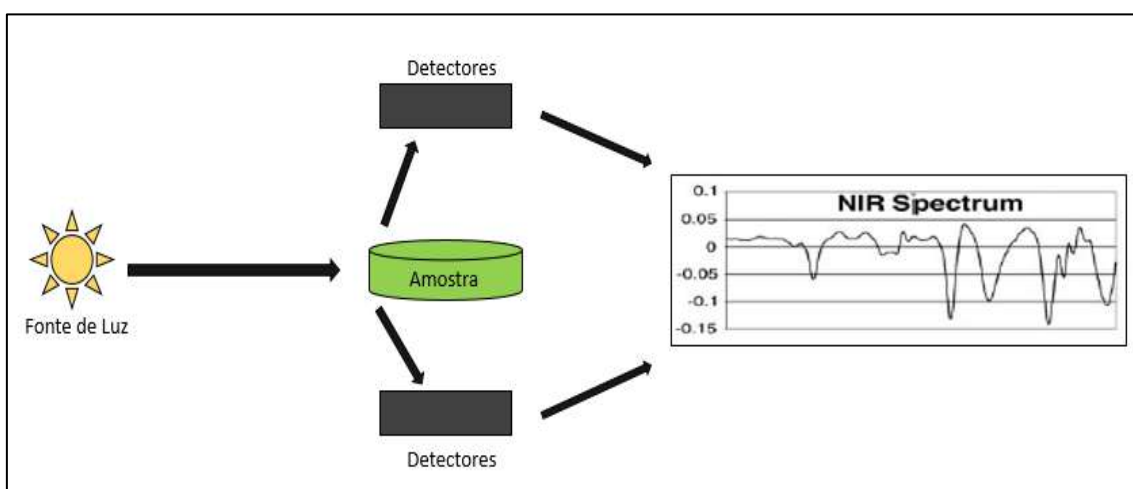 Detectores
Fonte de Luz
Amostra
Detectores
NIR Spectrum
0.1
0.05
0
-0.05
-0.1
-0.15